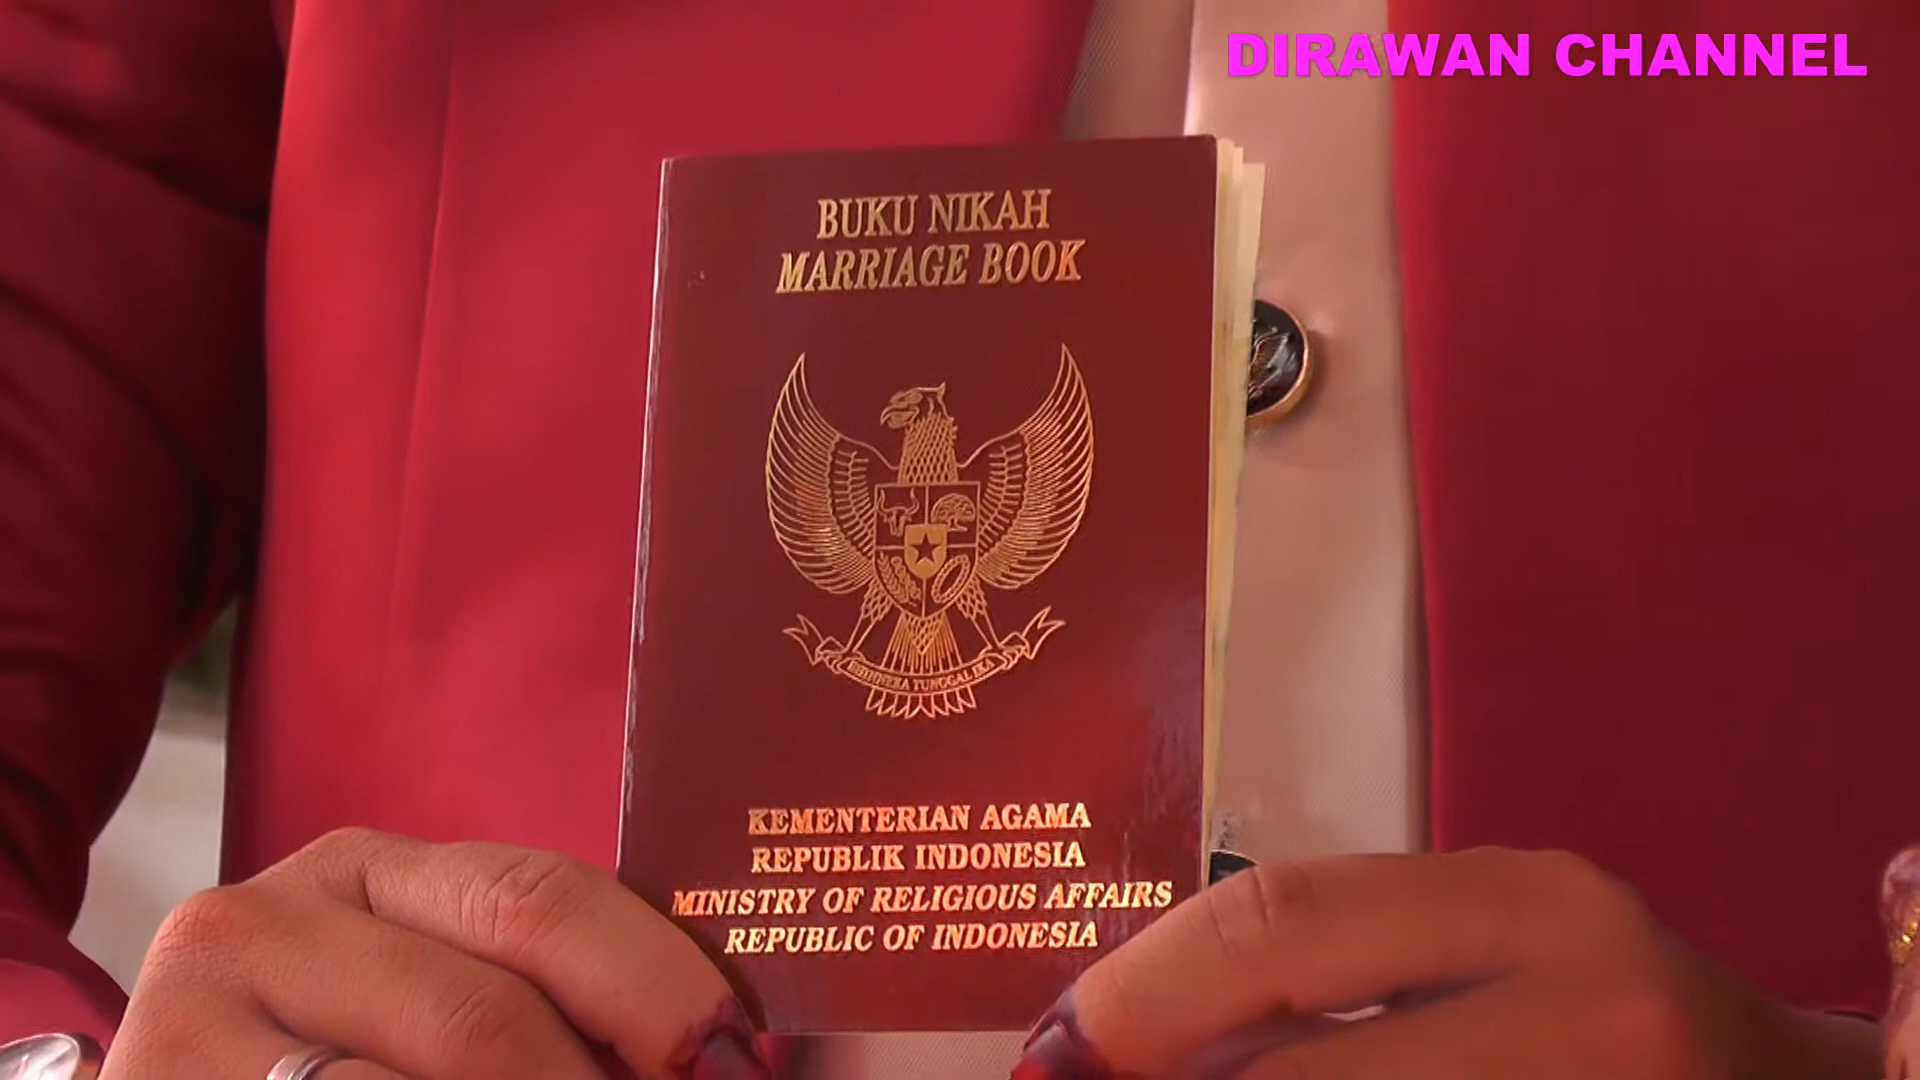 DIRAWAN CHANNEL
BUKU NIKAH
MARRIAGE BOOK
BHINNEKA TUNGGAL IKA
KEMENTERIAN AGAMA
REPUBLIK INDONESIA
MINISTRY OF RELIGIOUS AFFAIRS
REPUBLIC OF INDONESIA